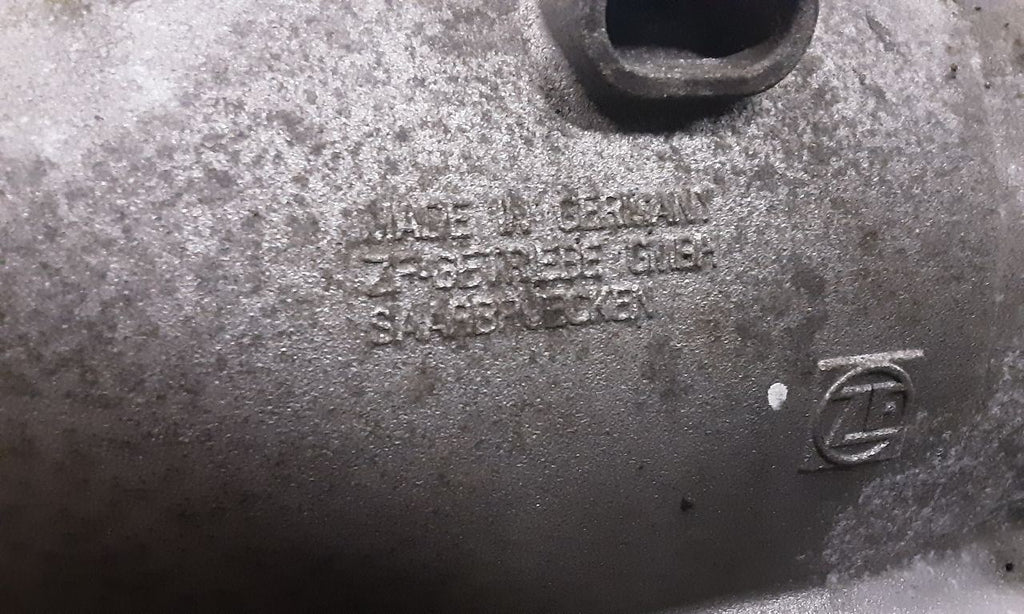 MADE IN GERMANY
ZF-GETRIEBE GMBH
SAARBRUECKEN
ZF